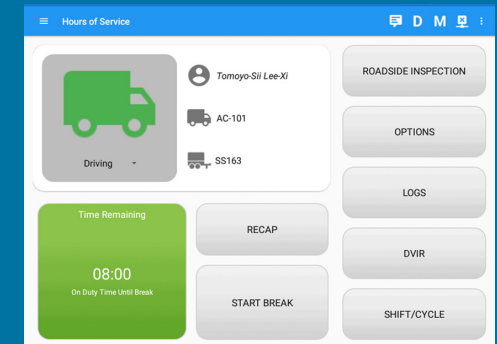 Hours of Service
D M
Tomoyo-Sii Lee-Xi
AC-101
SS163
Driving
ROADSIDE INSPECTION
OPTIONS
LOGS
DVIR
SHIFT/CYCLE
Time Remaining
08:00
On Duty Time Until Break
RECAP
START BREAK